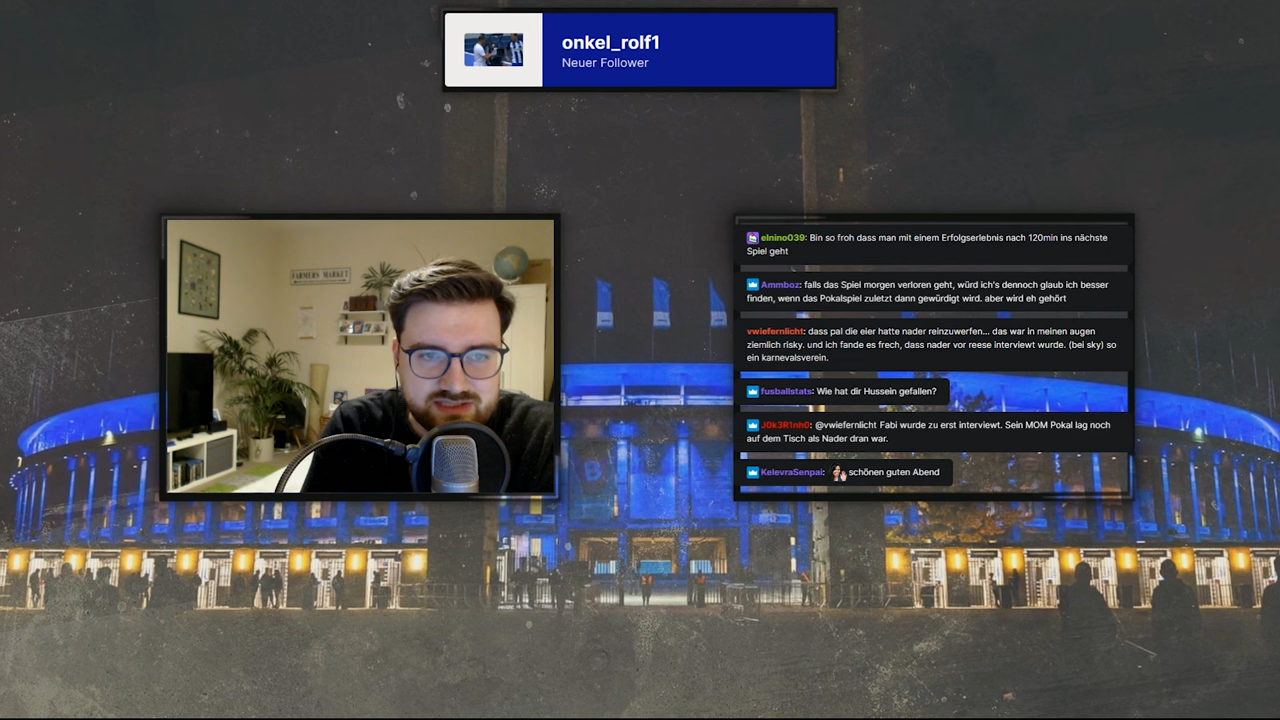 onkel_rolf1
Neuer Follower
FARMERS MARKET
elnino039: Bin so froh dass man mit einem Erfolgserlebnis nach 120min ins nächste
Spiel geht
Ammboz: falls das Spiel morgen verloren geht, würd ich's dennoch glaub ich besser
finden, wenn das Pokalspiel zuletzt dann gewürdigt wird. aber wird eh gehört
vwiefernlicht: dass pal die eier hatte nader reinzuwerfen... das war in meinen augen
ziemlich risky. und ich fande es frech, dass nader vor reese interviewt wurde. (bei sky) so
ein karnevalsverein.
fusballstats: Wie hat dir Hussein gefallen?
J0k3R1nh0: @vwiefernlicht Fabi wurde zu erst interviewt. Sein MOM Pokal lag noch
auf dem Tisch als Nader dran war.
KelevraSenpai: schönen guten Abend
B